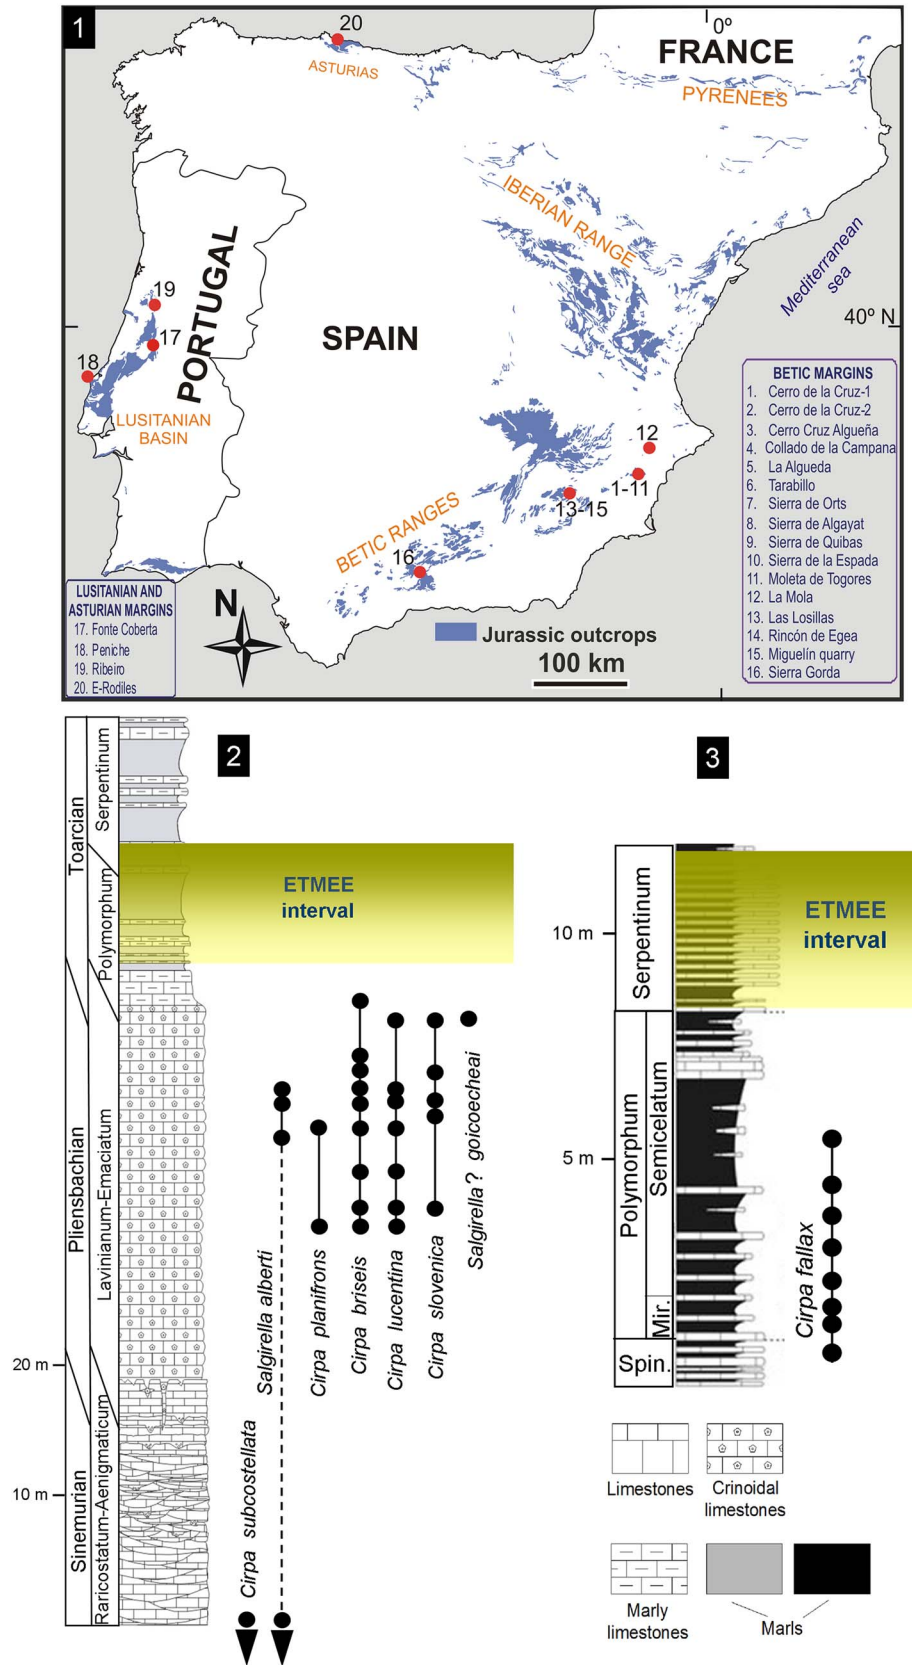 1
20
0º
FRANCE
ASTURIAS
PYRENEES
IBERIAN RANGE
Mediterranean
sea
PORTUGAL
19
SPAIN
40º N
17
18
LUSITANIAN
BASIN
12
1-11
13-15
BETIC RANGES
16
BETIC MARGINS
1. Cerro de la Cruz-1
2. Cerro de la Cruz-2
3. Cerro Cruz Algueña
4. Collado de la Campana
5. La Algueda
6. Tarabillo
7. Sierra de Orts
8. Sierra de Algayat
9. Sierra de Quibas
10. Sierra de la Espada
11. Moleta de Togores
12. La Mola
13. Las Losillas
14. Rincón de Egea
15. Miguelín quarry
16. Sierra Gorda
LUSITANIAN AND
ASTURIAN MARGINS
17. Fonte Coberta
18. Peniche
19. Ribeiro
20. E-Rodiles
N
Jurassic outcrops
100 km
2
Toarcian
Serpentinum
Polymorphum
ETMEE
interval
Pliensbachian
Lavinianum-Emaciatum
Sinemurian
Raricostatum-Aenigmaticum
20 m
10 m
Cirpa subcostellata
Salgirella alberti
Cirpa planifrons
Cirpa briseis
Cirpa lucentina
Cirpa slovenica
Salgirella? goicoecheai
3
Serpentinum
10 m
ETMEE
interval
Polymorphum
Semicelatum
5 m
Mir.
Spin.
Cirpa fallax
Limestones
Crinoidal
limestones
Marly
limestones
Marls